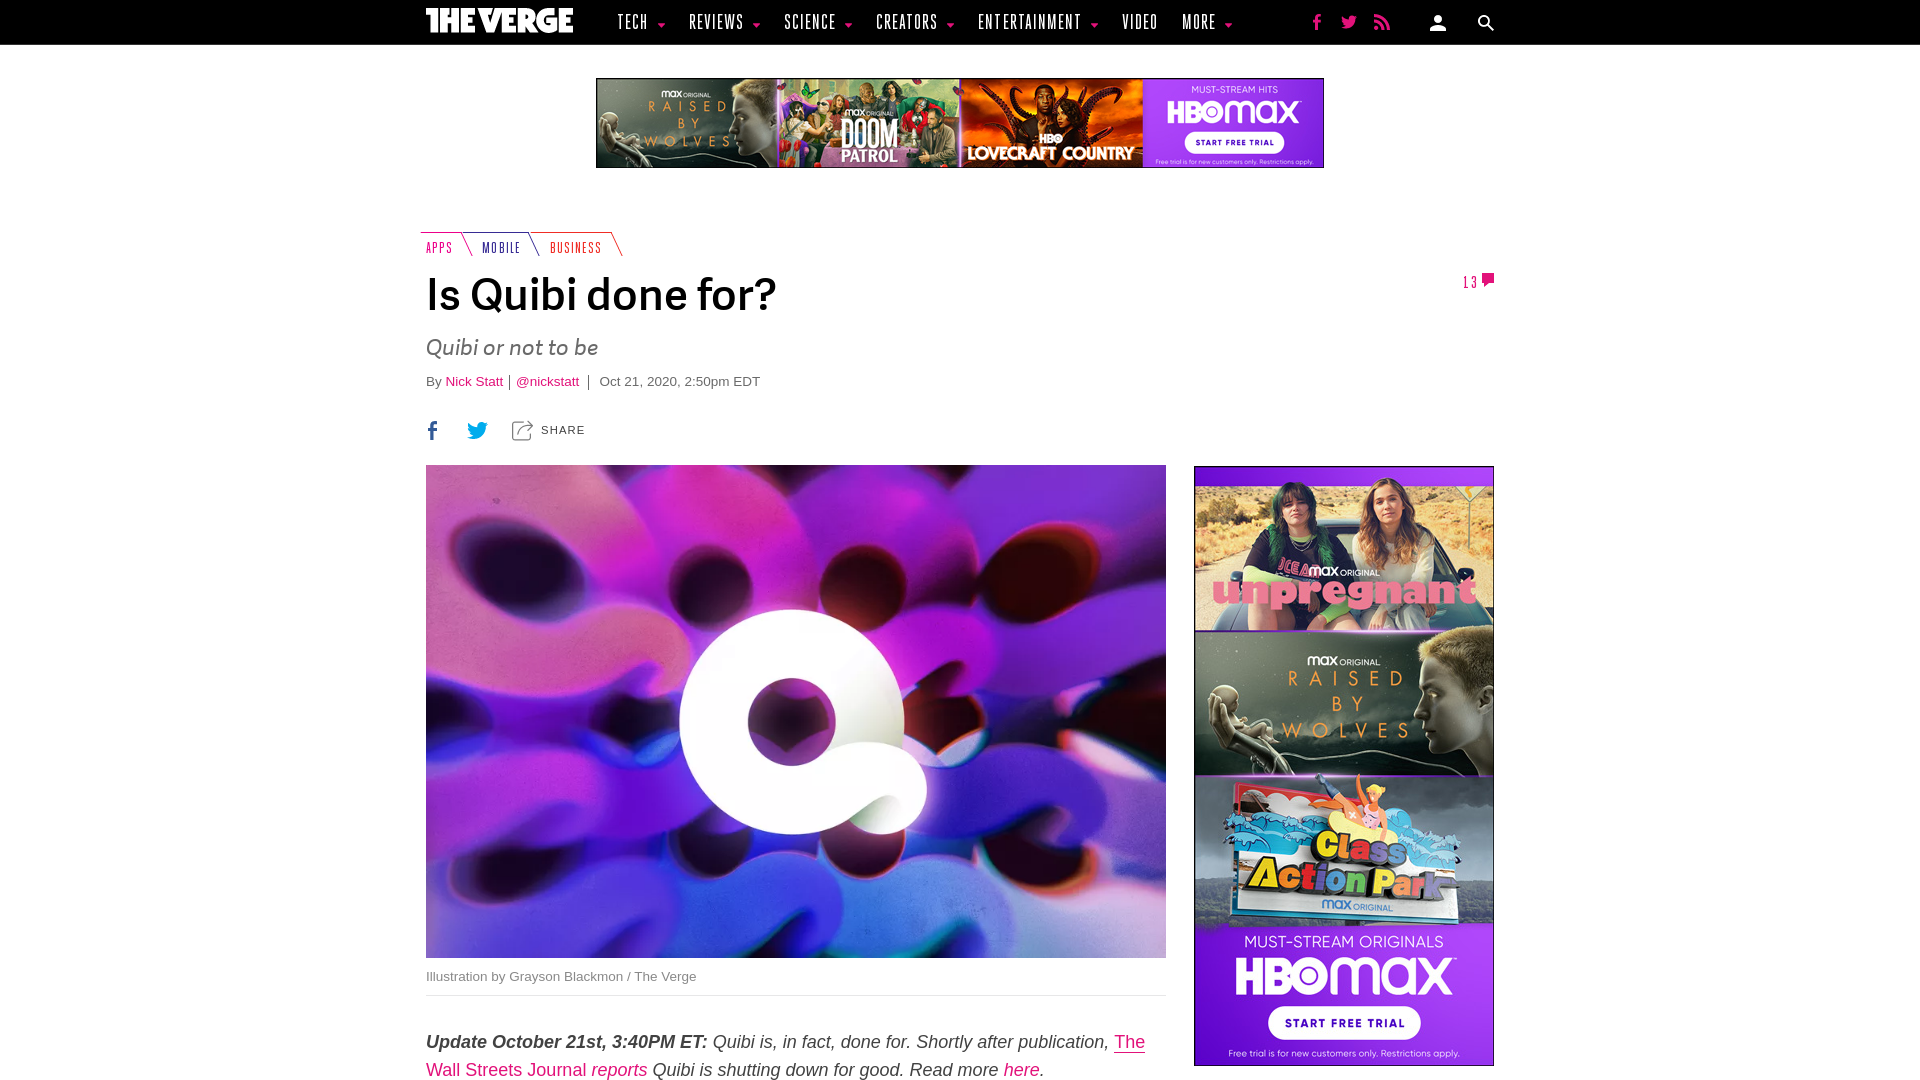 THE VERGE TECH REVIEWS SCIENCE CREATORS ENTERTAINMENT VIDEO MORE
max ORIGINAL
RAISED
BY
WOLVES
max ORIGINAL
DOOM
PATROL
HBO
LOVECRAFT COUNTRY
MUST-STREAM HITS
HBOmax
START FREE TRIAL
Free trial is for new customers only. Restrictions apply.
APPS MOBILE BUSINESS
Is Quibi done for?
13
Quibi or not to be
By Nick Statt | @nickstatt | Oct 21, 2020, 2:50pm EDT
SHARE
Illustration by Grayson Blackmon / The Verge
Update October 21st, 3:40PM ET: Quibi is, in fact, done for. Shortly after publication, The
Wall Streets Journal reports Quibi is shutting down for good. Read more here.
max ORIGINAL
unpregnant
max ORIGINAL
RAISED
BY
WOLVES
Class
Action Park
max ORIGINAL
MUST-STREAM ORIGINALS
HBOmax
START FREE TRIAL
Free trial is for new customers only. Restrictions apply.